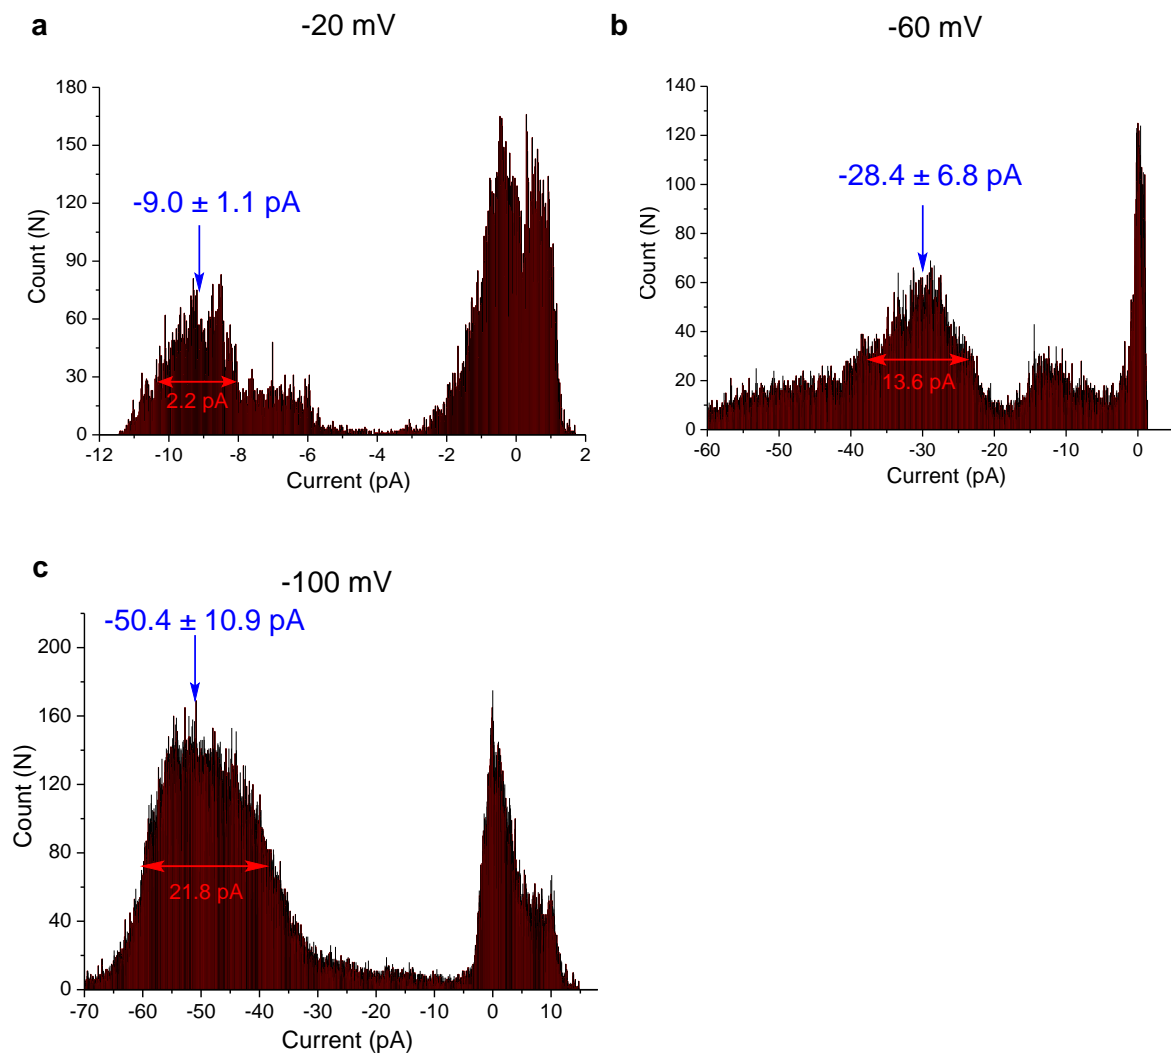 a
-20 mV
180
150
120
90
60
30
0
Count (N)
-9.0 ± 1.1 pA
2.2 pA
-12 -10 -8 -6 -4 -2 0 2
Current (pA)
b
-60 mV
140
120
100
80
60
40
20
0
Count (N)
-28.4 ± 6.8 pA
13.6 pA
-60 -50 -40 -30 -20 -10 0
Current (pA)
c
-100 mV
-50.4 ± 10.9 pA
200
160
120
80
40
0
Count (N)
21.8 pA
-70 -60 -50 -40 -30 -20 -10 0 10
Current (pA)